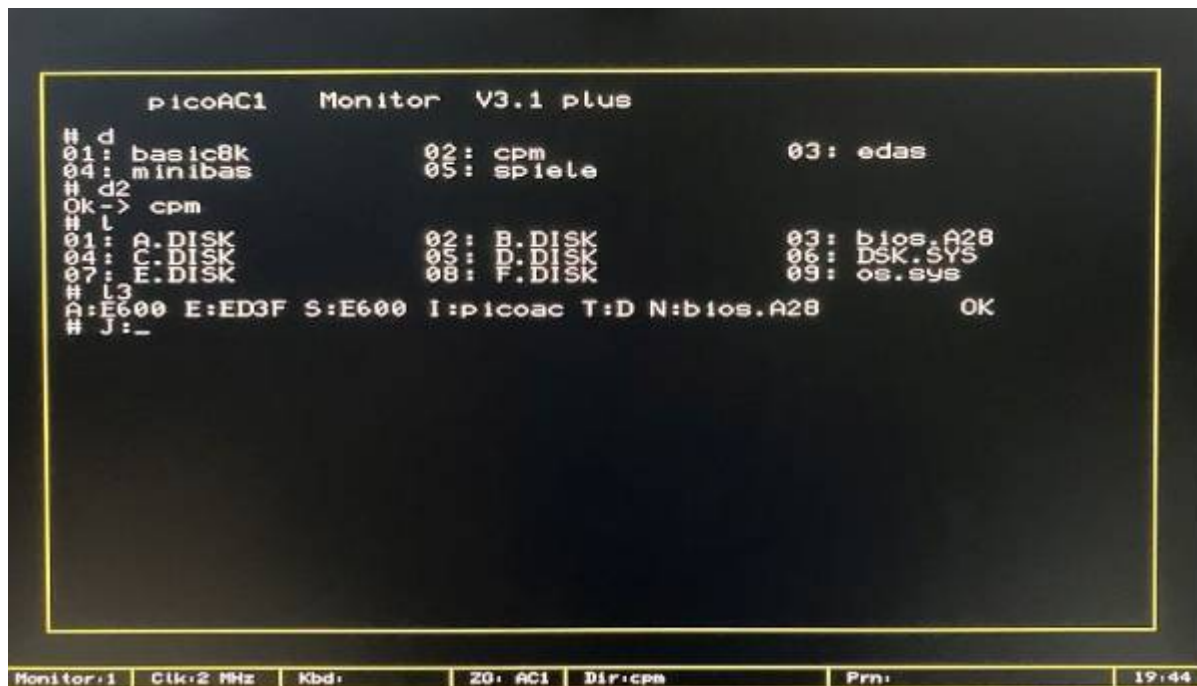 picoAC1 Monitor V3.1 plus
# d
01: basic8k 02: cpm 03: edas
04: minibas 05: spiele
# d2
Ok-> cpm
# l
01: A.DISK 02: B.DISK 03: bios.A28
04: C.DISK 05: D.DISK 06: DSK.SYS
07: E.DISK 08: F.DISK 09: os.sys
# l3
A:E600 E:ED3F S:E600 I:picoac T:D N:bios.A28 OK
# J:_
Monitor:1 Clk:2 MHz Kbd: ZG: AC1 Dir:cpm Prn: 19:44